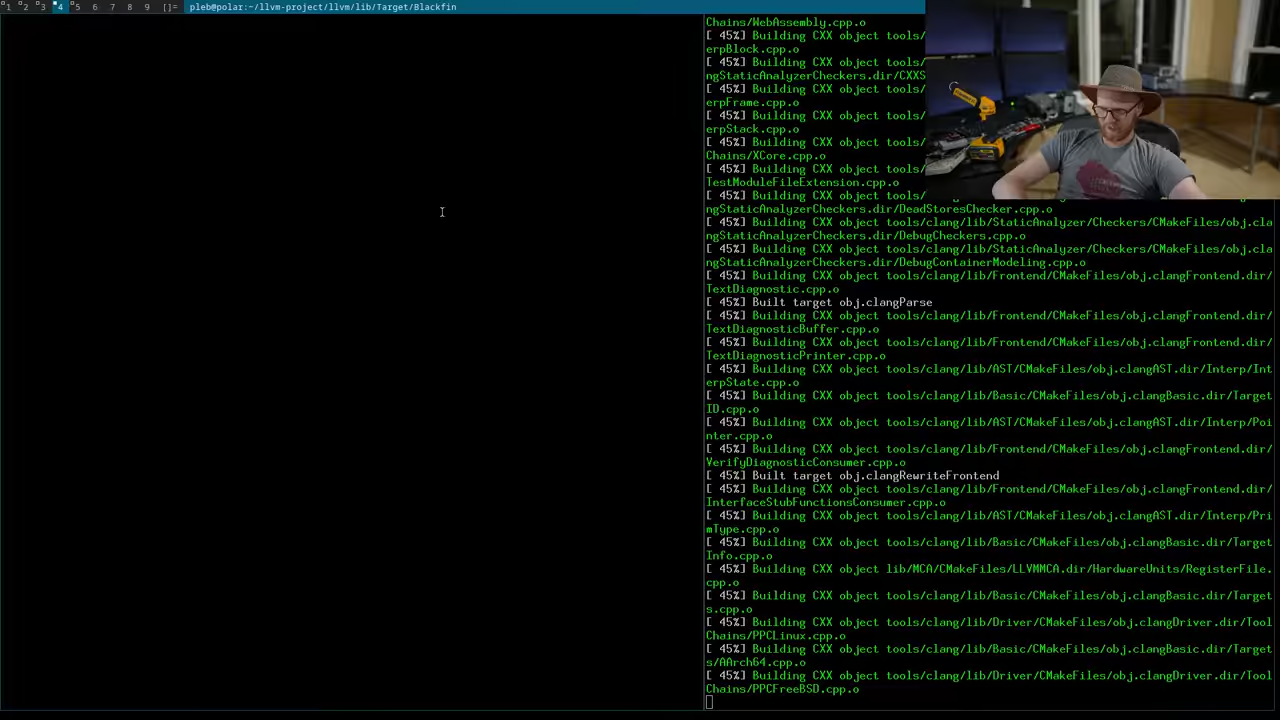 1 2 3 4 5 6 7 8 9 []= pleb@polar:~/llvm-project/llvm/lib/Target/Blackfin
Chains/WebAssembly.cpp.o
[ 45%] Building CXX object tools/
erpBlock.cpp.o
[ 45%] Building CXX object tools/
ngStaticAnalyzerCheckers.dir/CXXS
[ 45%] Building CXX object tools/
erpFrame.cpp.o
[ 45%] Building CXX object tools/
erpStack.cpp.o
[ 45%] Building CXX object tools/
Chains/XCore.cpp.o
[ 45%] Building CXX object tools/
TestModuleFileExtension.cpp.o
[ 45%] Building CXX object tools/
ngStaticAnalyzerCheckers.dir/DeadStoresChecker.cpp.o
[ 45%] Building CXX object tools/clang/lib/StaticAnalyzer/Checkers/CMakeFiles/obj.cla
ngStaticAnalyzerCheckers.dir/DebugCheckers.cpp.o
[ 45%] Building CXX object tools/clang/lib/StaticAnalyzer/Checkers/CMakeFiles/obj.cla
ngStaticAnalyzerCheckers.dir/DebugContainerModeling.cpp.o
[ 45%] Building CXX object tools/clang/lib/Frontend/CMakeFiles/obj.clangFrontend.dir/
TextDiagnostic.cpp.o
[ 45%] Built target obj.clangParse
[ 45%] Building CXX object tools/clang/lib/Frontend/CMakeFiles/obj.clangFrontend.dir/
TextDiagnosticBuffer.cpp.o
[ 45%] Building CXX object tools/clang/lib/Frontend/CMakeFiles/obj.clangFrontend.dir/
TextDiagnosticPrinter.cpp.o
[ 45%] Building CXX object tools/clang/lib/AST/CMakeFiles/obj.clangAST.dir/Interp/Int
erpState.cpp.o
[ 45%] Building CXX object tools/clang/lib/Basic/CMakeFiles/obj.clangBasic.dir/Target
ID.cpp.o
[ 45%] Building CXX object tools/clang/lib/AST/CMakeFiles/obj.clangAST.dir/Interp/Poi
nter.cpp.o
[ 45%] Building CXX object tools/clang/lib/Frontend/CMakeFiles/obj.clangFrontend.dir/
VerifyDiagnosticConsumer.cpp.o
[ 45%] Built target obj.clangRewriteFrontend
[ 45%] Building CXX object tools/clang/lib/Frontend/CMakeFiles/obj.clangFrontend.dir/
InterfaceStubFunctionsConsumer.cpp.o
[ 45%] Building CXX object tools/clang/lib/AST/CMakeFiles/obj.clangAST.dir/Interp/Pri
mType.cpp.o
[ 45%] Building CXX object tools/clang/lib/Basic/CMakeFiles/obj.clangBasic.dir/Target
Info.cpp.o
[ 45%] Building CXX object lib/MCA/CMakeFiles/LLVMMCA.dir/HardwareUnits/RegisterFile.
cpp.o
[ 45%] Building CXX object tools/clang/lib/Basic/CMakeFiles/obj.clangBasic.dir/Target
s.cpp.o
[ 45%] Building CXX object tools/clang/lib/Driver/CMakeFiles/obj.clangDriver.dir/Tool
Chains/PPCLinux.cpp.o
[ 45%] Building CXX object tools/clang/lib/Basic/CMakeFiles/obj.clangBasic.dir/Target
s/AArch64.cpp.o
[ 45%] Building CXX object tools/clang/lib/Driver/CMakeFiles/obj.clangDriver.dir/Tool
Chains/PPCFreeBSD.cpp.o